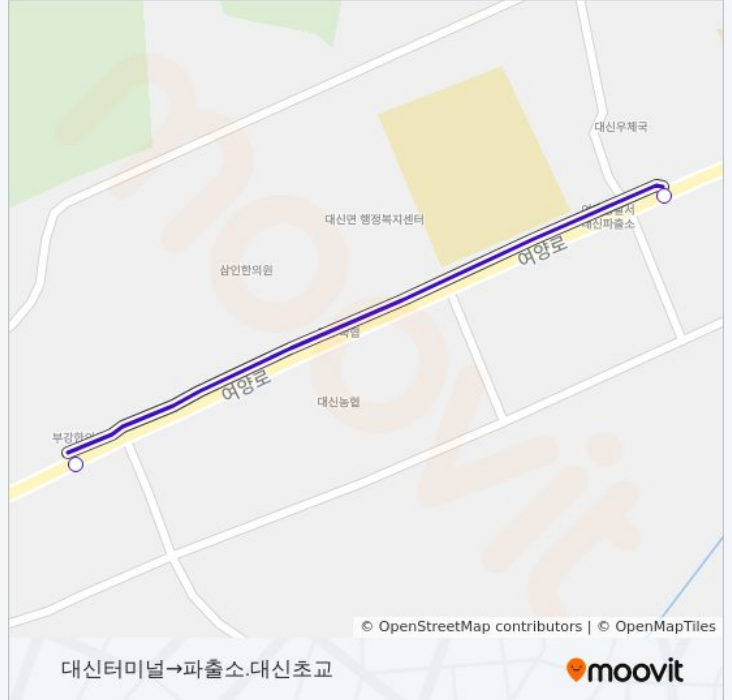 대신우체국
대신면 행정복지센터
대신파출소
여양로
삼인한의원
여양로
대신농협
© OpenStreetMap contributors | © OpenMapTiles
대신터미널→파출소.대신초교
moovit
moovit